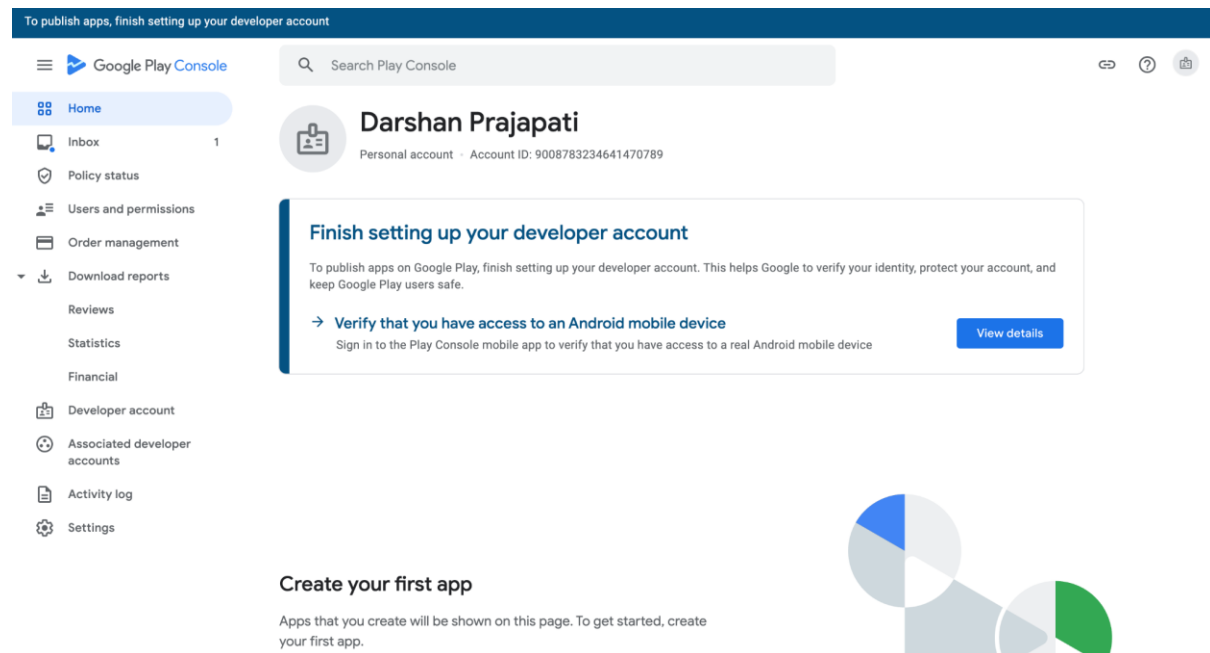 To publish apps, finish setting up your developer account
Google Play Console
Search Play Console
Home
Inbox 1
Policy status
Users and permissions
Order management
Download reports
Reviews
Statistics
Financial
Developer account
Associated developer
accounts
Activity log
Settings
Darshan Prajapati
Personal account · Account ID: 9008783234641470789
Finish setting up your developer account
To publish apps on Google Play, finish setting up your developer account. This helps Google to verify your identity, protect your account, and
keep Google Play users safe.
Verify that you have access to an Android mobile device
Sign in to the Play Console mobile app to verify that you have access to a real Android mobile device
View details
Create your first app
Apps that you create will be shown on this page. To get started, create
your first app.